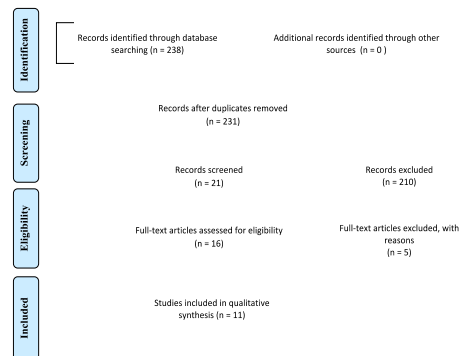 Identification
Records identified through database
searching (n = 238)
Additional records identified through other
sources (n = 0 )
Records after duplicates removed
(n = 231)
Screening
Records screened
(n = 21)
Records excluded
(n = 210)
Eligibility
Full-text articles assessed for eligibility
(n = 16)
Full-text articles excluded, with
reasons
(n = 5)
Included
Studies included in qualitative
synthesis (n = 11)